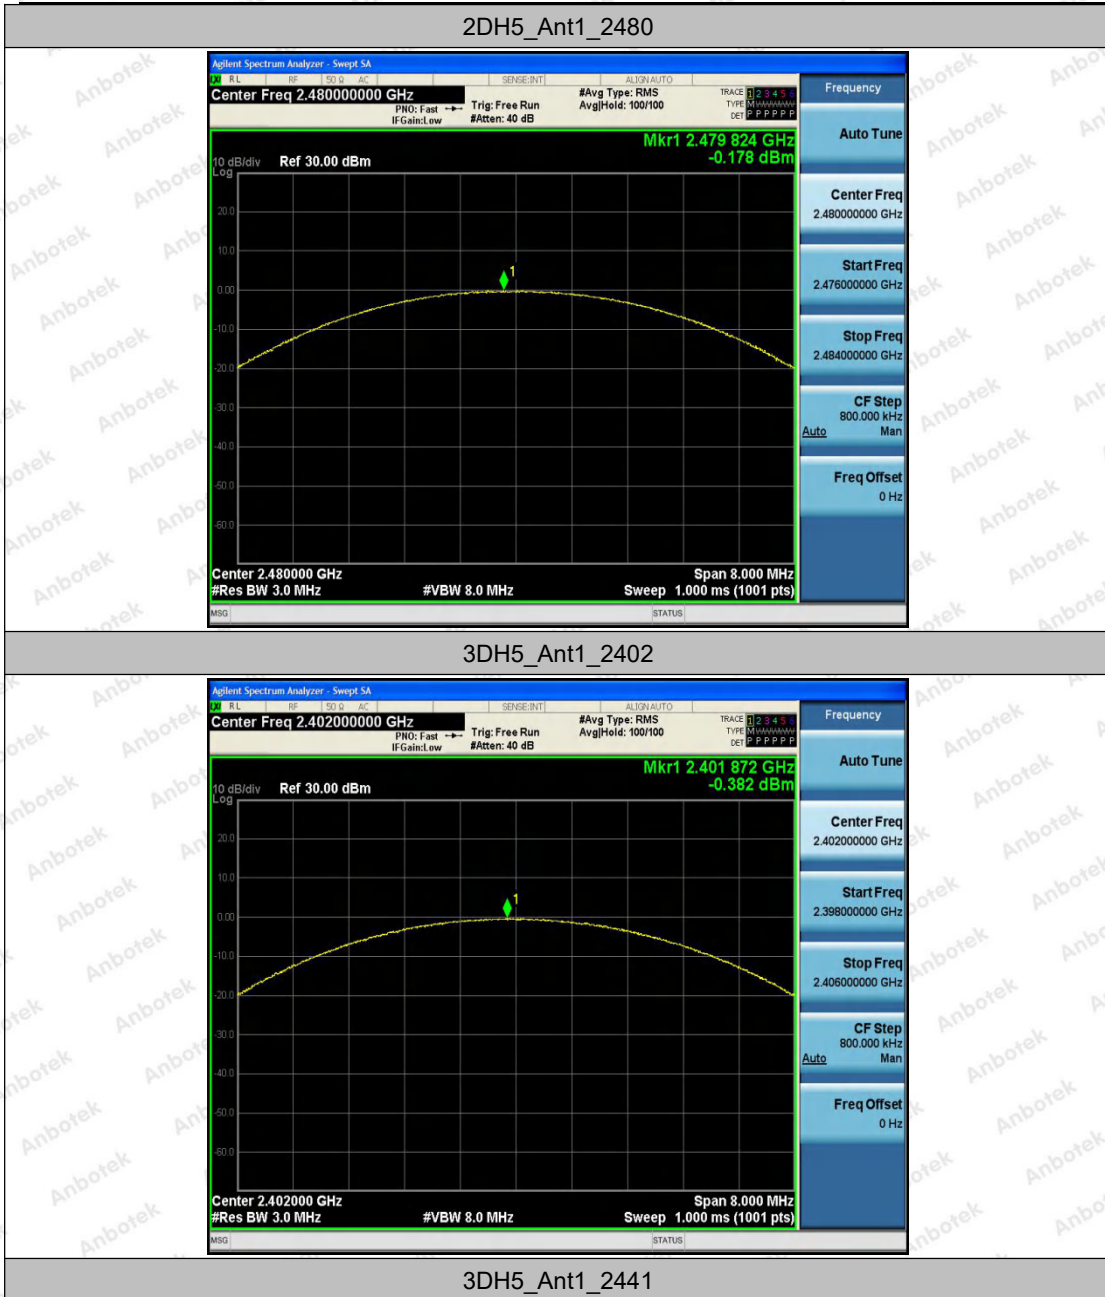 2DH5_Ant1_2480
Agilent Spectrum Analyzer - Swept SA
RL RF 50 Ω AC SENSE:INT ALIGNAUTO
Center Freq 2.480000000 GHz
PNO: Fast
IFGain:Low
Trig: Free Run
#Atten: 40 dB
#Avg Type: RMS
Avg|Hold: 100/100
TRACE 1 2 3 4 5 6
TYPE M
DET P P P P P P
Mkr1 2.479 824 GHz
-0.178 dBm
10 dB/div Ref 30.00 dBm
Log
20.0
10.0
0.00
-10.0
-20.0
-30.0
-40.0
-50.0
-60.0
1
Center 2.480000 GHz Span 8.000 MHz
#Res BW 3.0 MHz #VBW 8.0 MHz Sweep 1.000 ms (1001 pts)
MSG STATUS
Frequency
Auto Tune
Center Freq
2.480000000 GHz
Start Freq
2.476000000 GHz
Stop Freq
2.484000000 GHz
CF Step
800.000 kHz
Auto Man
Freq Offset
0 Hz
3DH5_Ant1_2402
Agilent Spectrum Analyzer - Swept SA
RL RF 50 Ω AC SENSE:INT ALIGNAUTO
Center Freq 2.402000000 GHz
PNO: Fast
IFGain:Low
Trig: Free Run
#Atten: 40 dB
#Avg Type: RMS
Avg|Hold: 100/100
TRACE 1 2 3 4 5 6
TYPE M
DET P P P P P P
Mkr1 2.401 872 GHz
-0.382 dBm
10 dB/div Ref 30.00 dBm
Log
20.0
10.0
0.00
-10.0
-20.0
-30.0
-40.0
-50.0
-60.0
1
Center 2.402000 GHz Span 8.000 MHz
#Res BW 3.0 MHz #VBW 8.0 MHz Sweep 1.000 ms (1001 pts)
MSG STATUS
Frequency
Auto Tune
Center Freq
2.402000000 GHz
Start Freq
2.398000000 GHz
Stop Freq
2.406000000 GHz
CF Step
800.000 kHz
Auto Man
Freq Offset
0 Hz
3DH5_Ant1_2441
Anbotek